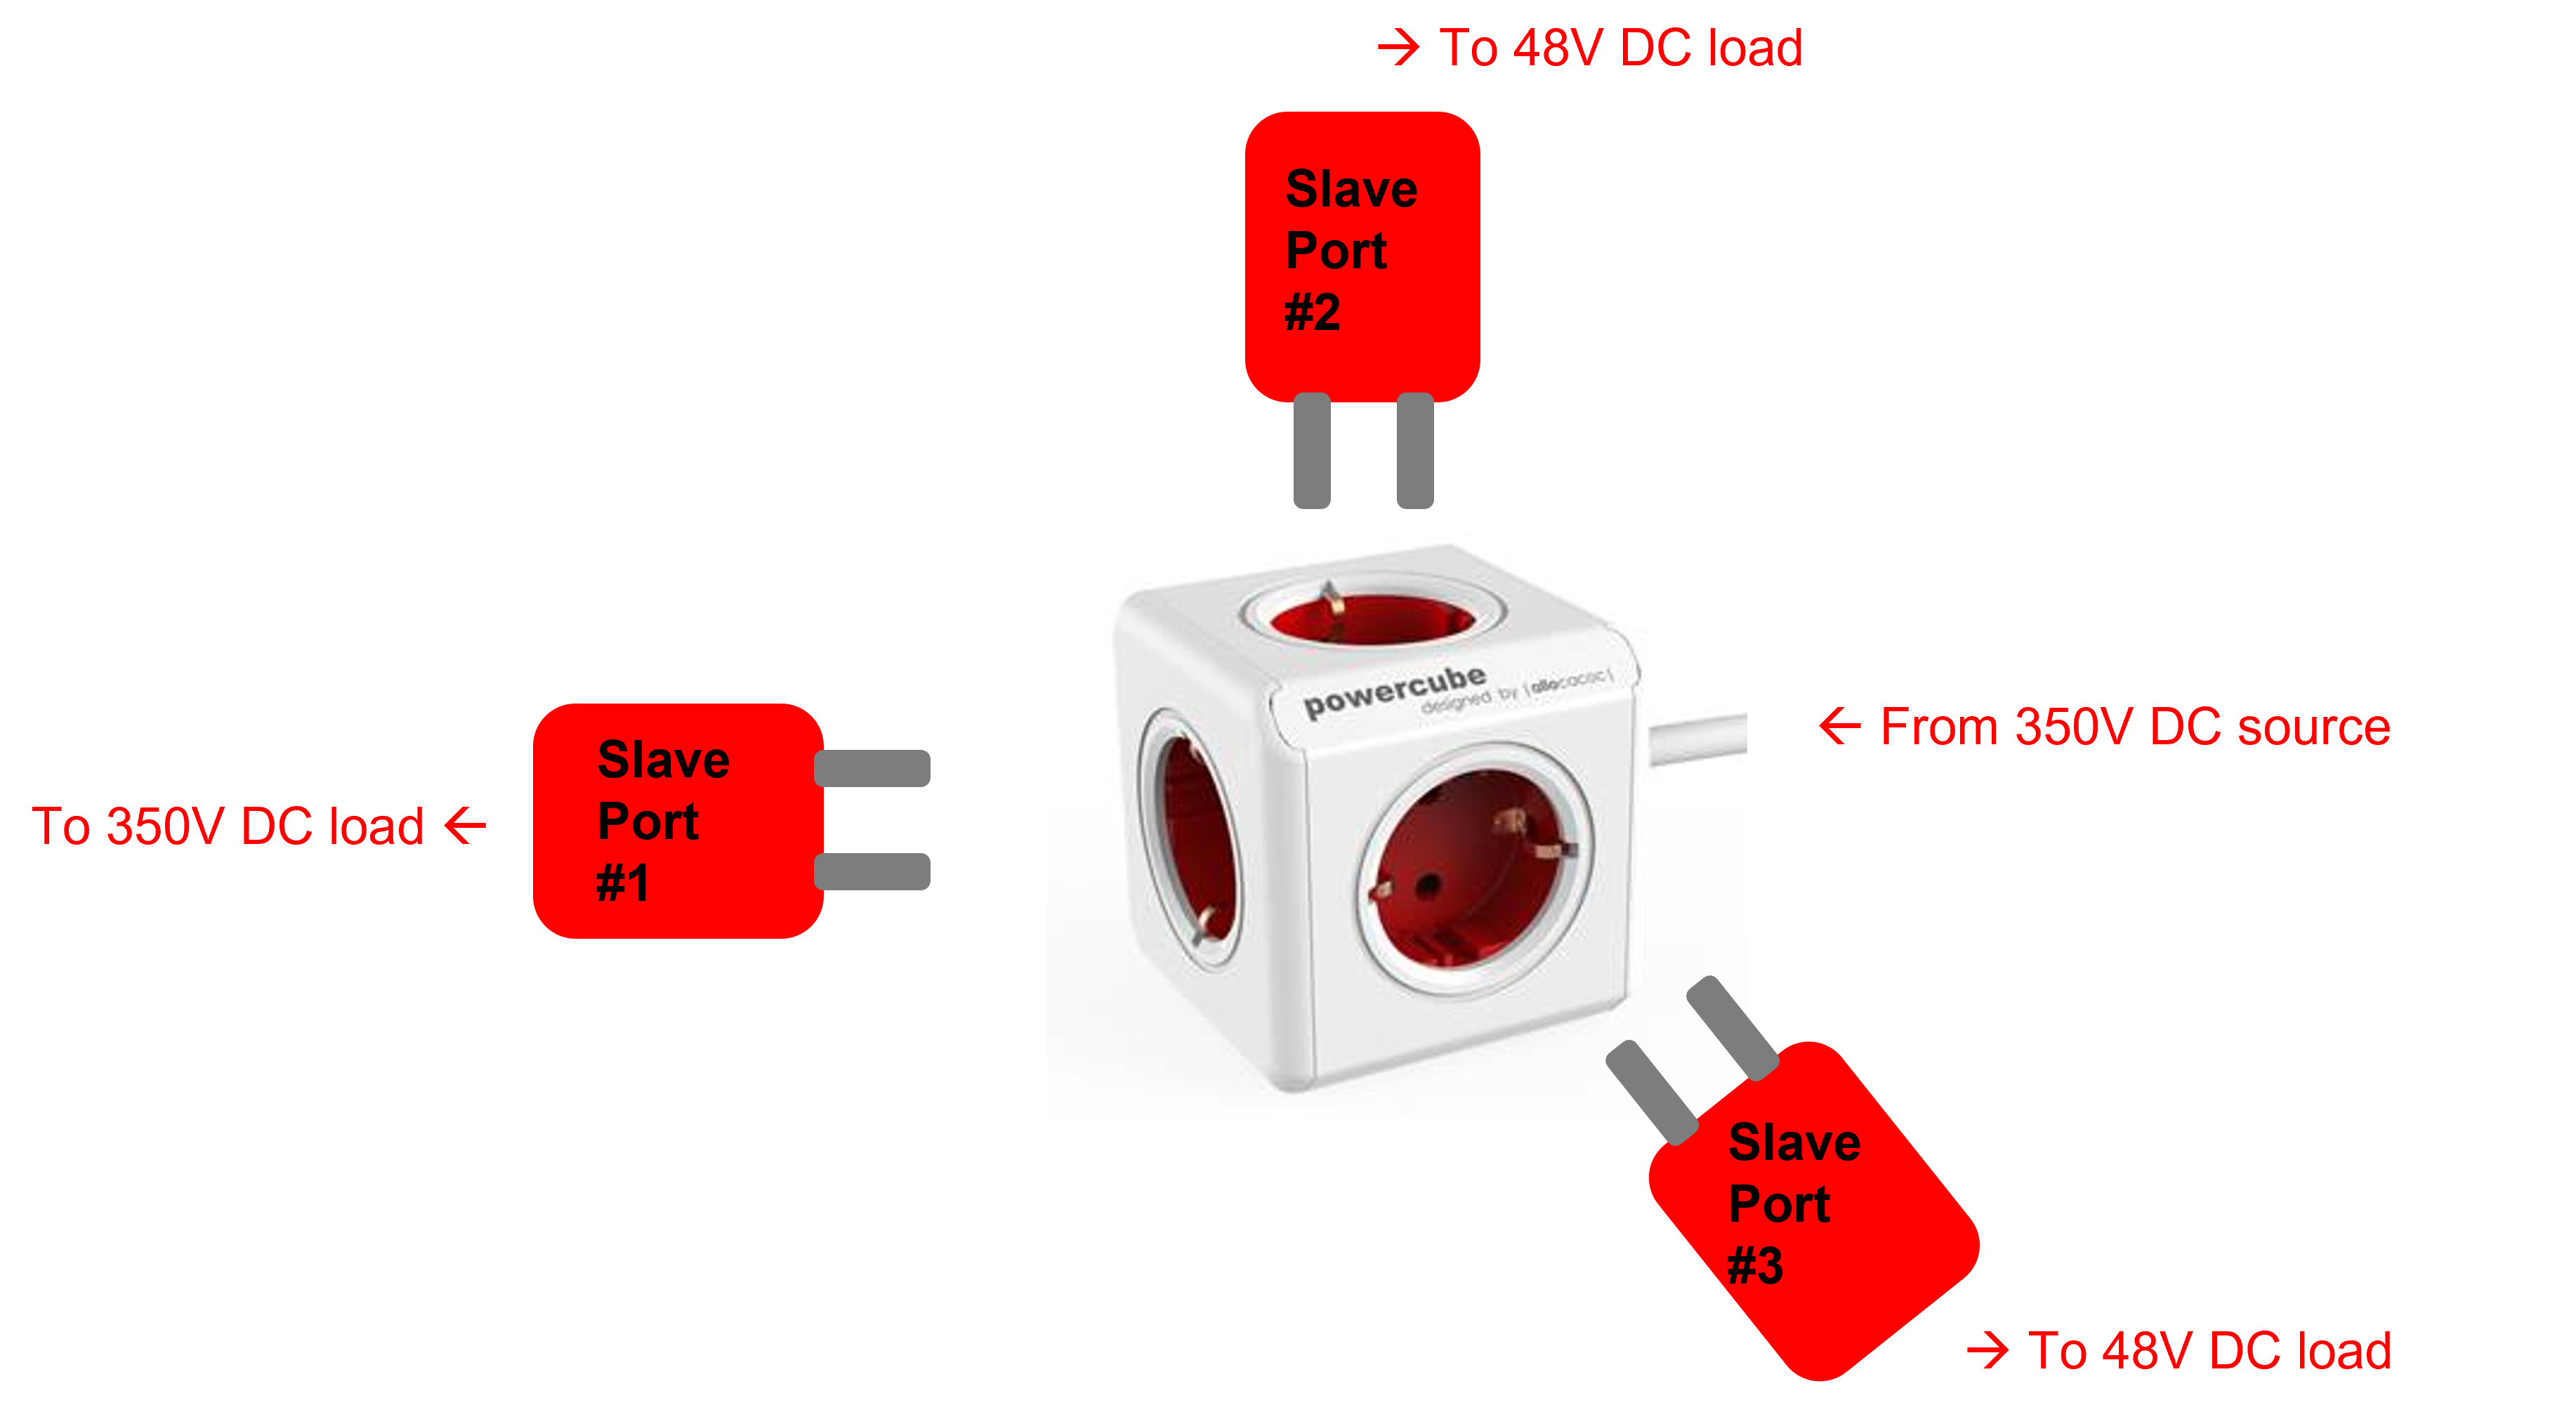 → To 48V DC load
Slave
Port
#2
powercube
designed by |allocacoc|
← From 350V DC source
Slave
Port
#1
To 350V DC load ←
Slave
Port
#3
→ To 48V DC load